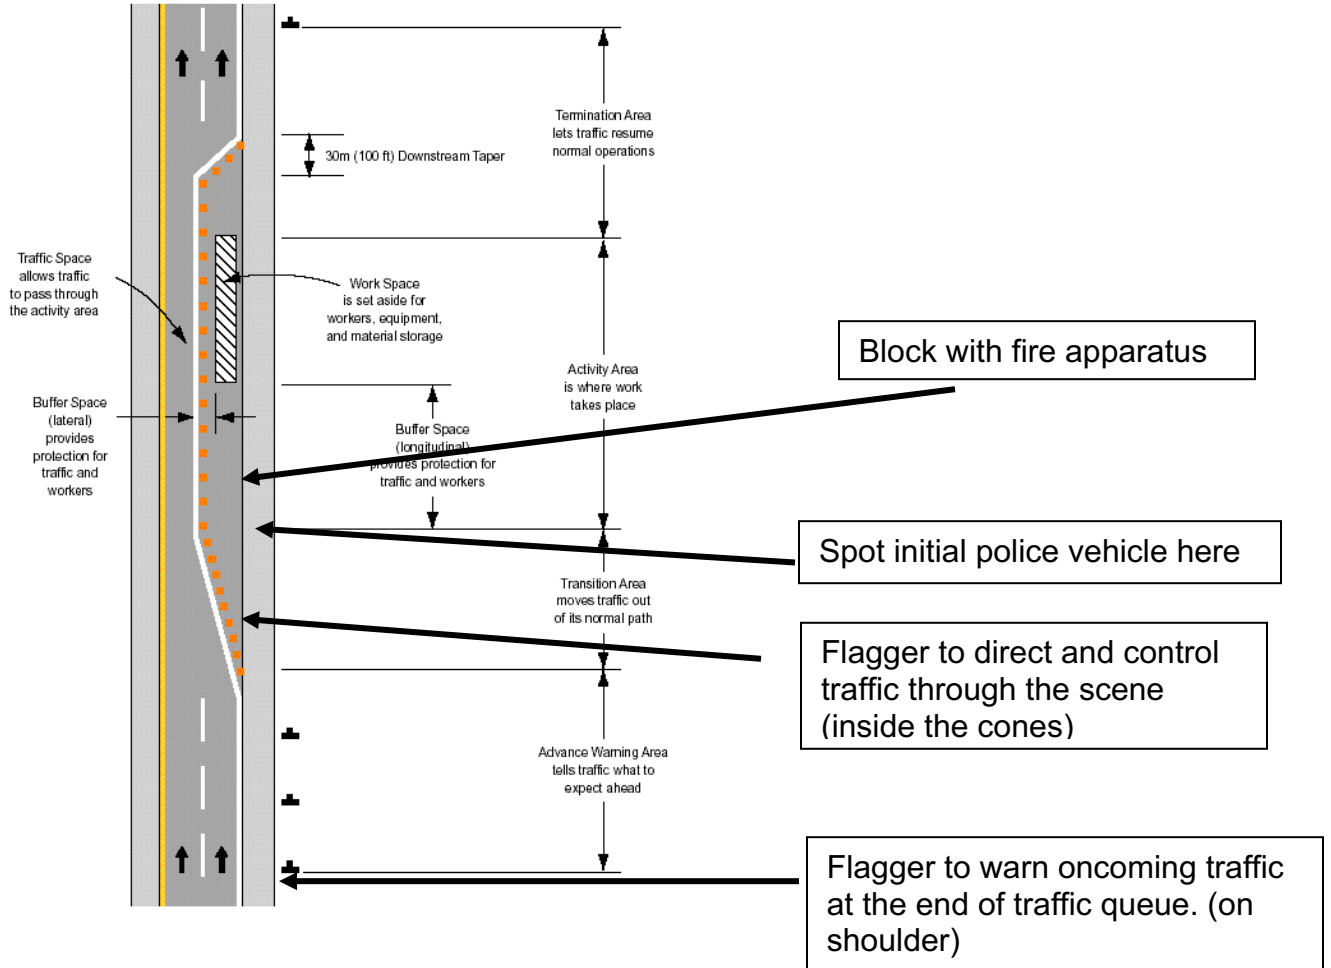 Termination Area
lets traffic resume
normal operations
30m (100 ft) Downstream Taper
Traffic Space
allows traffic
to pass through
the activity area
Work Space
is set aside for
workers, equipment,
and material storage
Block with fire apparatus
Activity Area
is where work
takes place
Buffer Space
(lateral)
provides
protection for
traffic and
workers
Buffer Space
(longitudinal)
provides protection for
traffic and workers
Spot initial police vehicle here
Transition Area
moves traffic out
of its normal path
Flagger to direct and control
traffic through the scene
(inside the cones)
Advance Warning Area
tells traffic what to
expect ahead
Flagger to warn oncoming traffic
at the end of traffic queue. (on
shoulder)